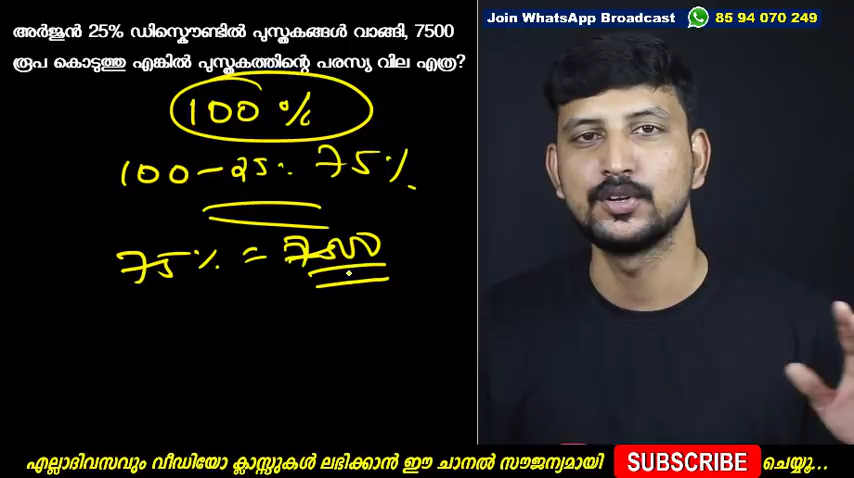 Join WhatsApp Broadcast 85 94 070 249
അർജുൻ 25% ഡിസ്കൌണ്ടിൽ പുസ്തകങ്ങൾ വാങ്ങി, 7500
രൂപ കൊടുത്തു എങ്കിൽ പുസ്തകത്തിന്റെ പരസ്യ വില എത്ര?
100 %
100 - 25% 75%
75% = 7500
എല്ലാദിവസവും വീഡിയോ ക്ലാസ്സുകൾ ലഭിക്കാൻ ഈ ചാനൽ സൗജന്യമായി SUBSCRIBE ചെയ്യൂ...